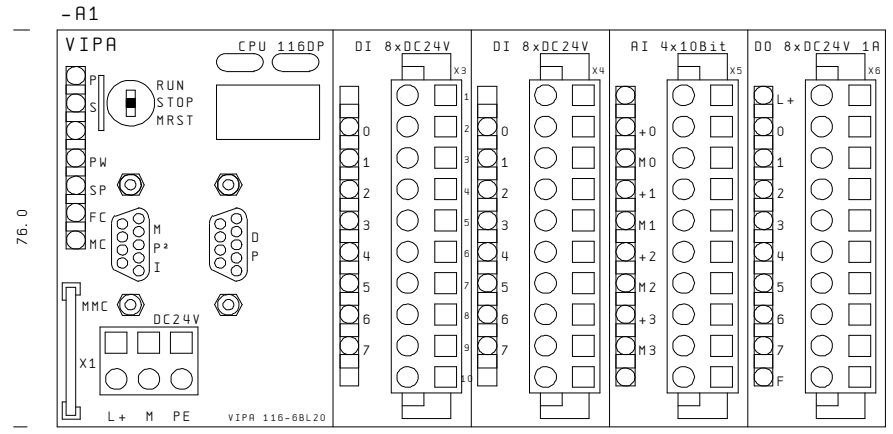 -A1
VIPA
CPU 116DP
DI 8xDC24V
DI 8xDC24V
AI 4x10Bit
DO 8xDC24V 1A
X3
X4
X5
X6
P
RUN
S
STOP
MRST
PW
SP
FC
MC
M
P²
I
D
P
MMC
DC24V
X1
L+ M PE
VIPA 116-6BL20
76.0
0
1
2
3
4
5
6
7
1
2
3
4
5
6
7
8
9
10
0
1
2
3
4
5
6
7
+0
M0
+1
M1
+2
M2
+3
M3
L+
0
1
2
3
4
5
6
7
F